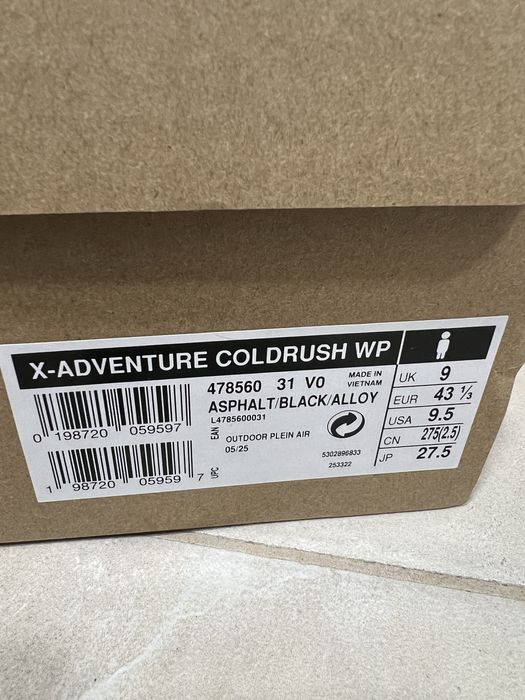 X-ADVENTURE COLDRUSH WP
478560 31 V0
MADE IN
VIETNAM
ASPHALT/BLACK/ALLOY
L4785600031
0 198720 059597
EAN
OUTDOOR PLEIN AIR
05/25
5302896833
253322
1 98720 05959 7
UPC
UK 9
EUR 43 1/3
USA 9.5
CN 275(2.5)
JP 27.5